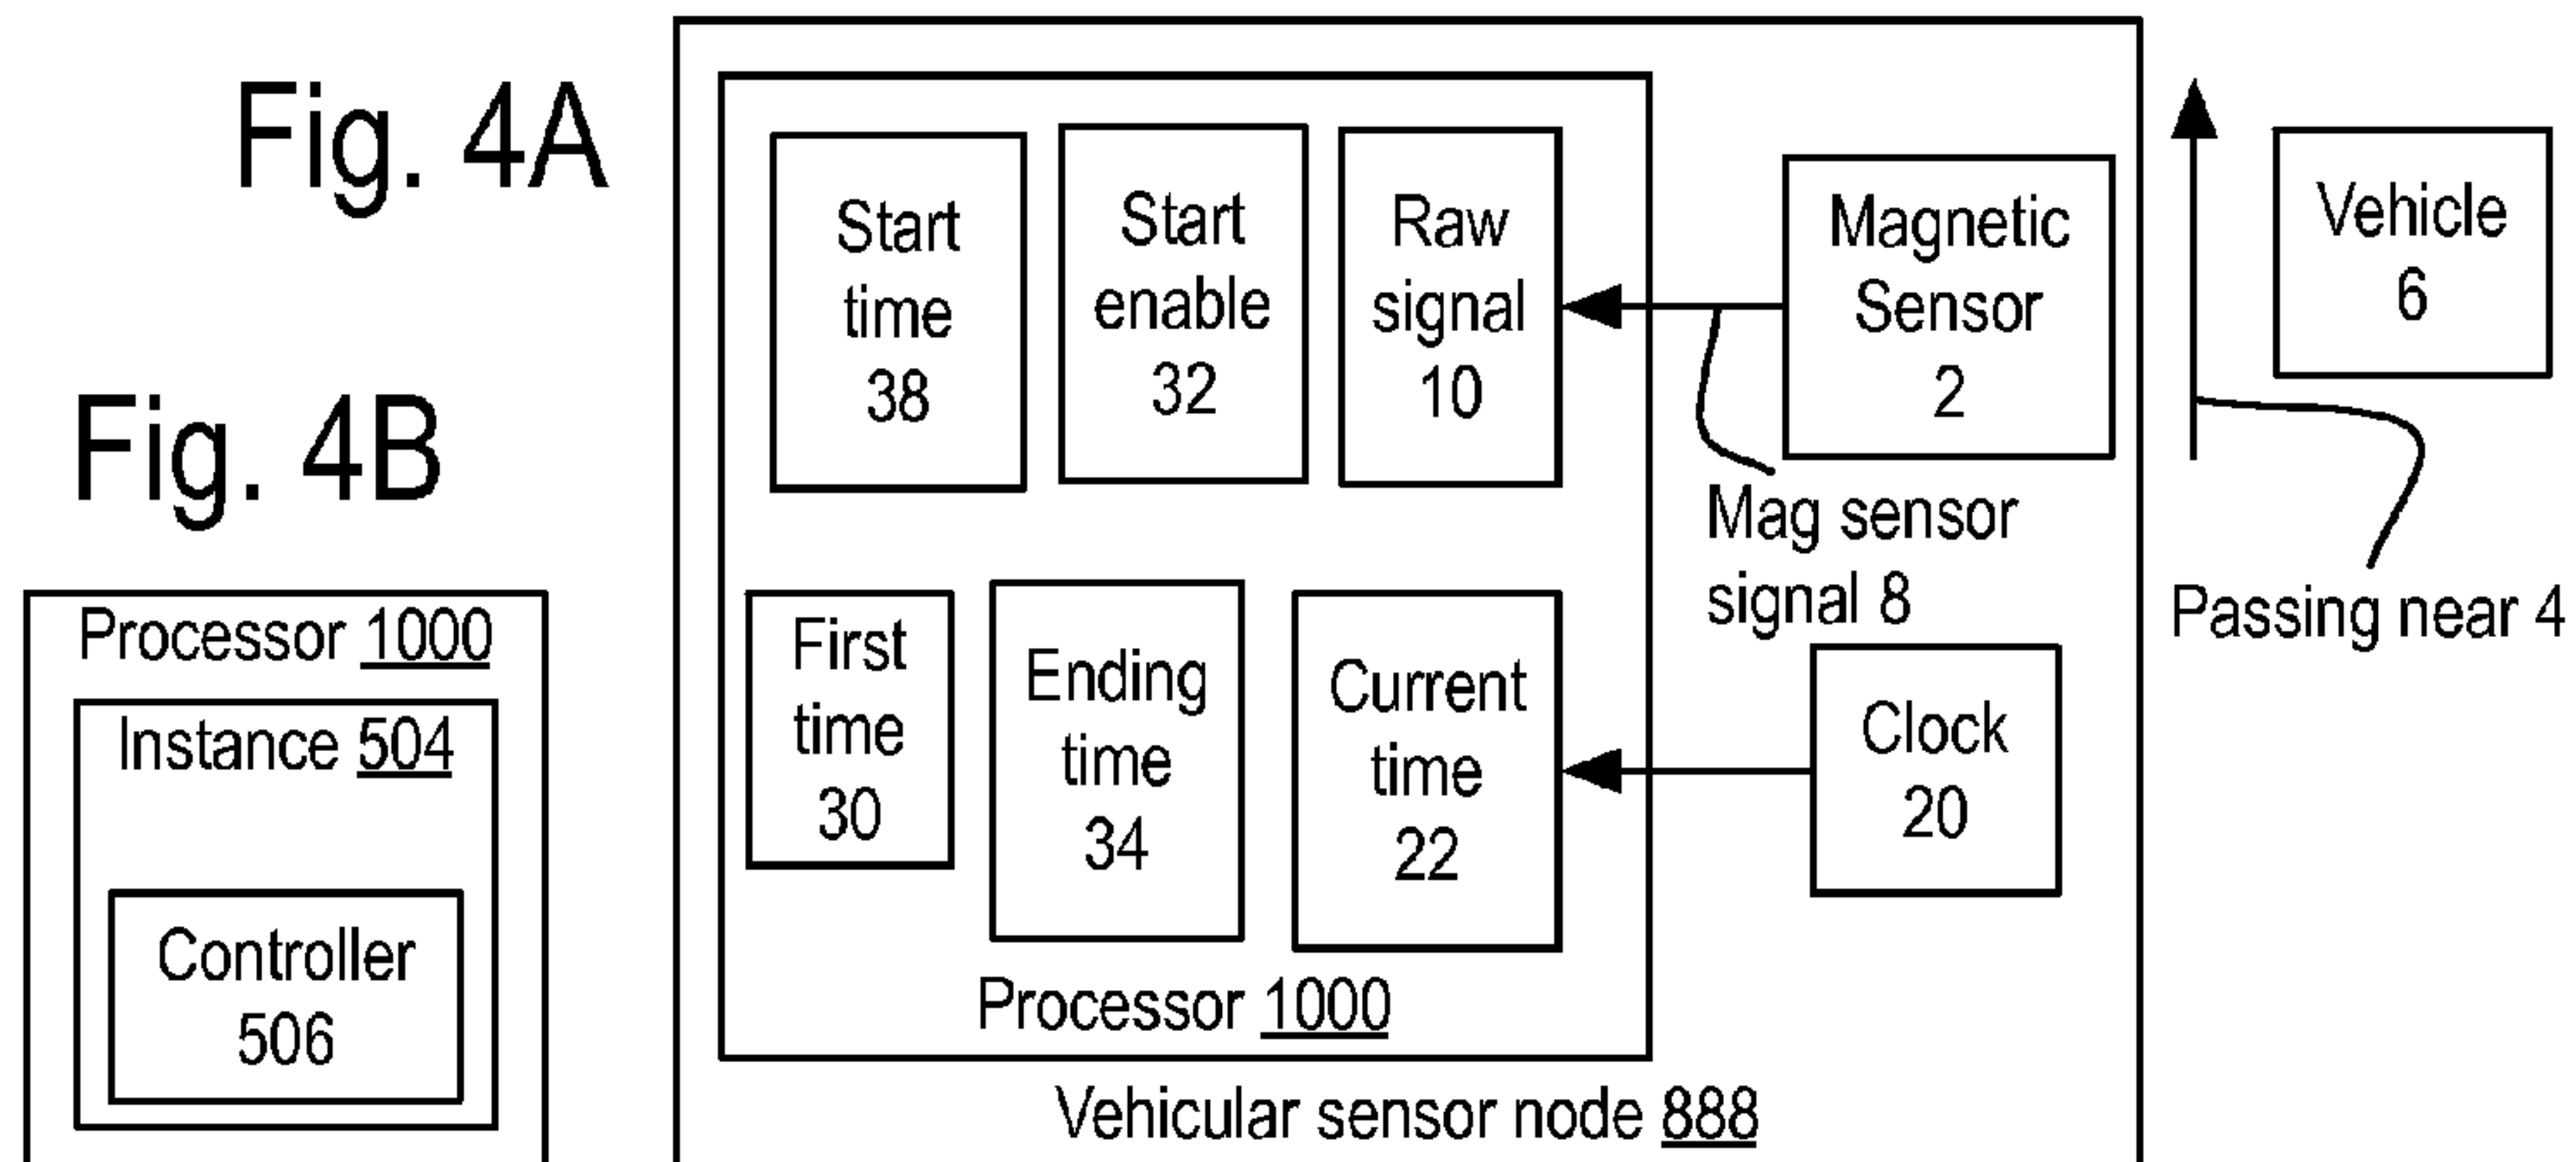 Fig. 4A
Start
time
38
Start
enable
32
Raw
signal
10
Magnetic
Sensor
2
Vehicle
6
Mag sensor
signal 8
Passing near 4
First
time
30
Ending
time
34
Current
time
22
Clock
20
Processor 1000
Vehicular sensor node 888
Fig. 4B
Processor 1000
Instance 504
Controller
506